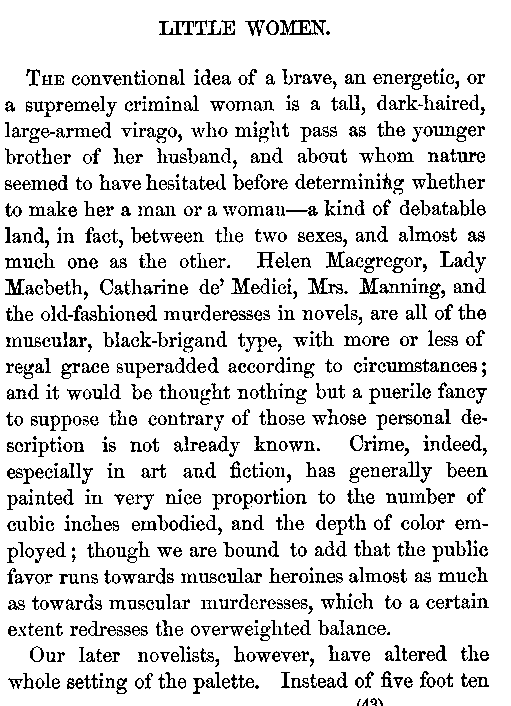 LITTLE WOMEN.
THE conventional idea of a brave, an energetic, or
a supremely criminal woman is a tall, dark-haired,
large-armed virago, who might pass as the younger
brother of her husband, and about whom nature
seemed to have hesitated before determining whether
to make her a man or a woman—a kind of debatable
land, in fact, between the two sexes, and almost as
much one as the other. Helen Macgregor, Lady
Macbeth, Catharine de' Medici, Mrs. Manning, and
the old-fashioned murderesses in novels, are all of the
muscular, black-brigand type, with more or less of
regal grace superadded according to circumstances;
and it would be thought nothing but a puerile fancy
to suppose the contrary of those whose personal de-
scription is not already known. Crime, indeed,
especially in art and fiction, has generally been
painted in very nice proportion to the number of
cubic inches embodied, and the depth of color em-
ployed; though we are bound to add that the public
favor runs towards muscular heroines almost as much
as towards muscular murderesses, which to a certain
extent redresses the overweighted balance.
Our later novelists, however, have altered the
whole setting of the palette. Instead of five foot ten
(43)